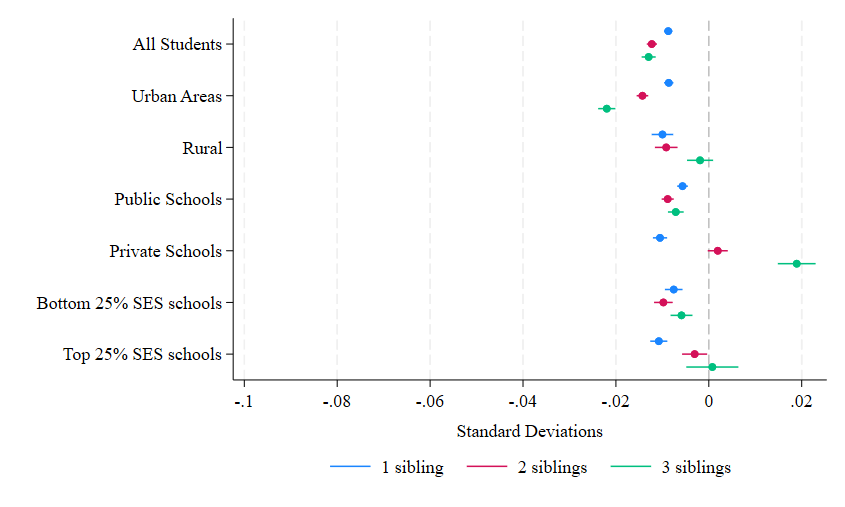 All Students
Urban Areas
Rural
Public Schools
Private Schools
Bottom 25% SES schools
Top 25% SES schools
-.1 -.08 -.06 -.04 -.02 0 .02
Standard Deviations
1 sibling 2 siblings 3 siblings